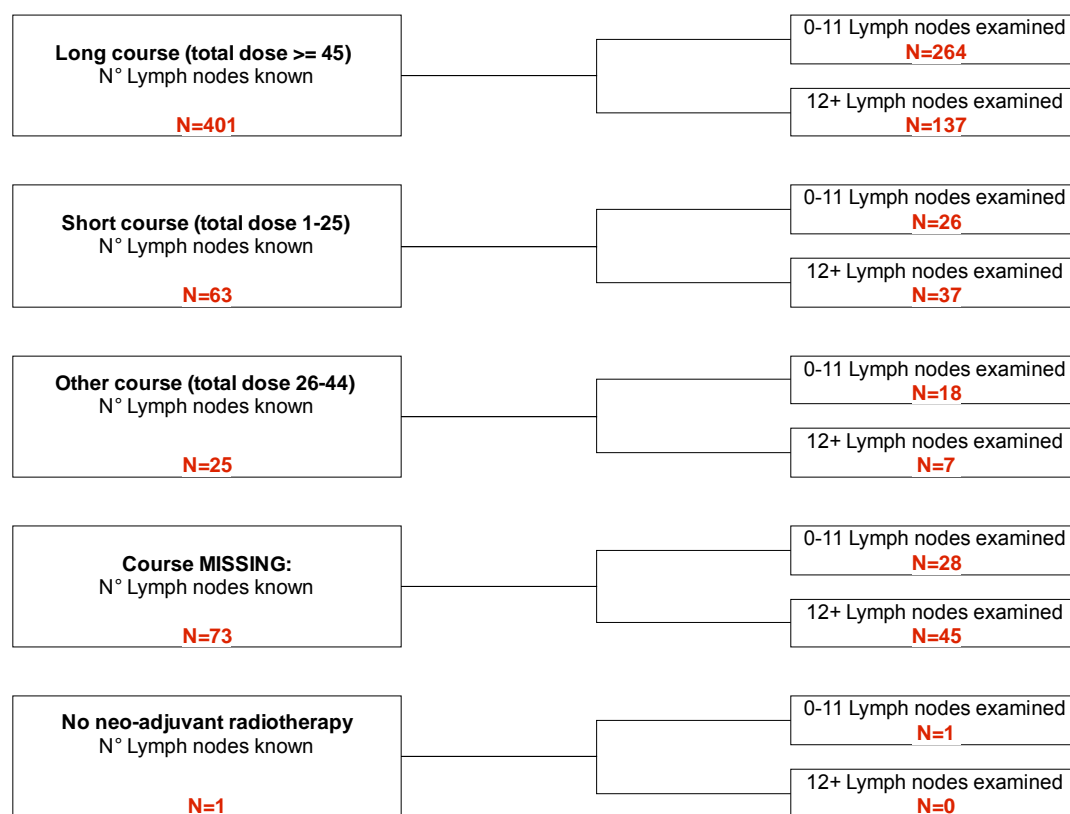 Long course (total dose >= 45)
N° Lymph nodes known
N=401
0-11 Lymph nodes examined
N=264
12+ Lymph nodes examined
N=137
Short course (total dose 1-25)
N° Lymph nodes known
N=63
0-11 Lymph nodes examined
N=26
12+ Lymph nodes examined
N=37
Other course (total dose 26-44)
N° Lymph nodes known
N=25
0-11 Lymph nodes examined
N=18
12+ Lymph nodes examined
N=7
Course MISSING:
N° Lymph nodes known
N=73
0-11 Lymph nodes examined
N=28
12+ Lymph nodes examined
N=45
No neo-adjuvant radiotherapy
N° Lymph nodes known
N=1
0-11 Lymph nodes examined
N=1
12+ Lymph nodes examined
N=0